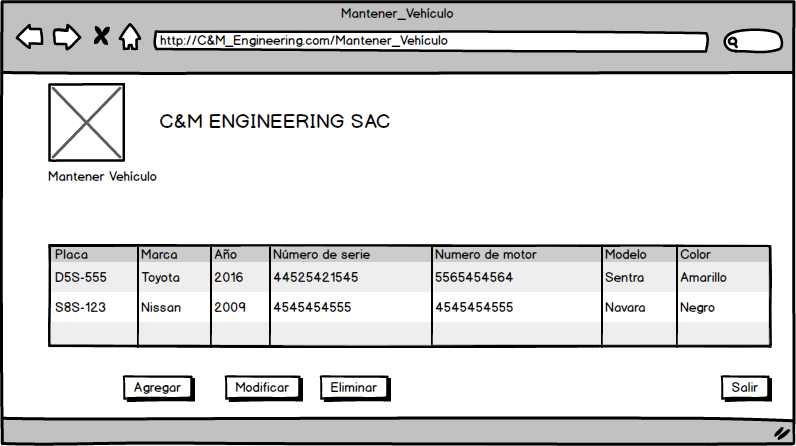 Mantener_Vehículo
http://C&M_Engineering.com/Mantener_Vehículo
C&M ENGINEERING SAC
Mantener Vehículo
Placa Marca Año Número de serie Numero de motor Modelo Color
D5S-555 Toyota 2016 44525421545 5565454564 Sentra Amarillo
S8S-123 Nissan 2009 4545454555 4545454555 Navara Negro
Agregar Modificar Eliminar Salir